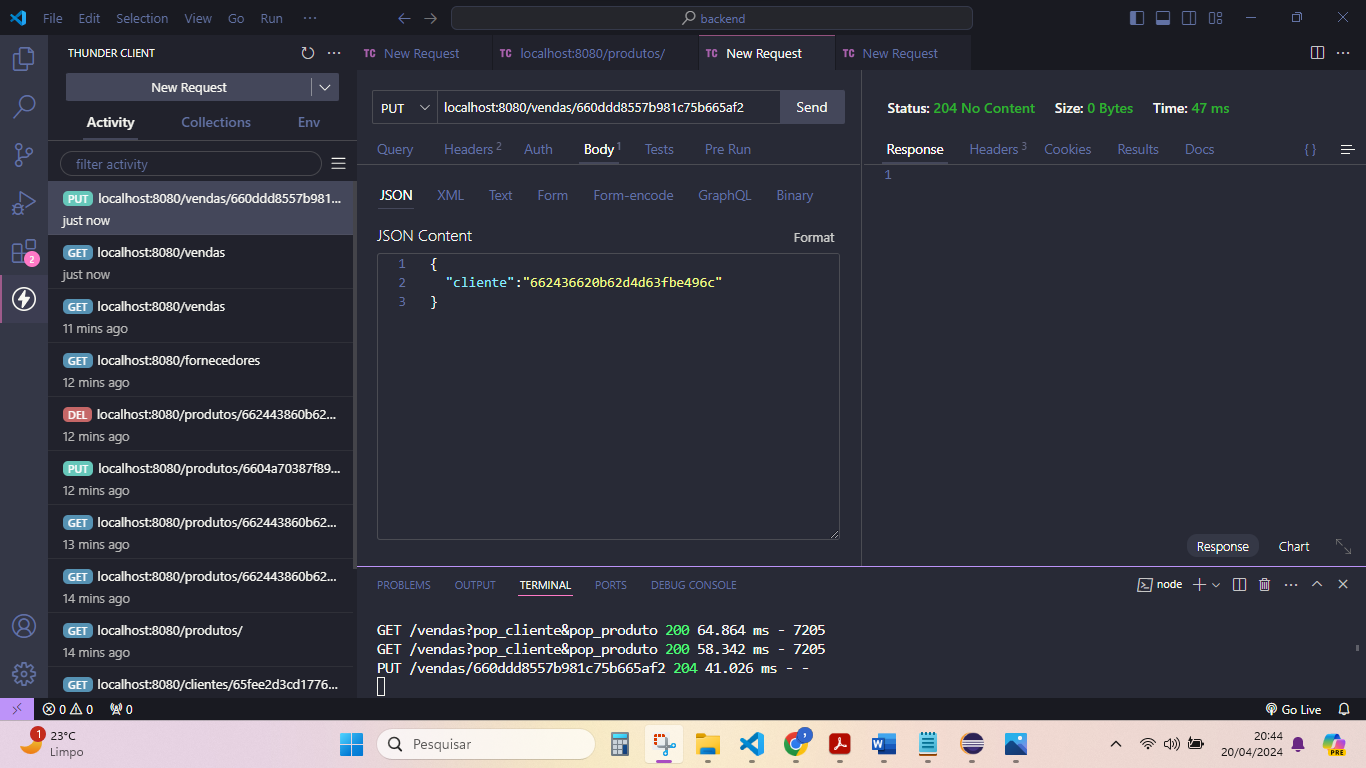 File Edit Selection View Go Run ···
backend
THUNDER CLIENT
New Request
Activity Collections Env
filter activity
PUT localhost:8080/vendas/660ddd8557b981...
just now
GET localhost:8080/vendas
just now
GET localhost:8080/vendas
11 mins ago
GET localhost:8080/fornecedores
12 mins ago
DEL localhost:8080/produtos/662443860b62...
12 mins ago
PUT localhost:8080/produtos/6604a70387f89...
12 mins ago
GET localhost:8080/produtos/662443860b62...
13 mins ago
GET localhost:8080/produtos/662443860b62...
14 mins ago
GET localhost:8080/produtos/
14 mins ago
GET localhost:8080/clientes/65fee2d3cd1776...
2
TC New Request
TC localhost:8080/produtos/
TC New Request
TC New Request
PUT localhost:8080/vendas/660ddd8557b981c75b665af2 Send
Query Headers 2 Auth Body 1 Tests Pre Run
JSON XML Text Form Form-encode GraphQL Binary
JSON Content Format
1 {
2 "cliente":"662436620b62d4d63fbe496c"
3 }
Status: 204 No Content Size: 0 Bytes Time: 47 ms
Response Headers 3 Cookies Results Docs { }
1
Response Chart
PROBLEMS OUTPUT TERMINAL PORTS DEBUG CONSOLE
node
GET /vendas?pop_cliente&pop_produto 200 64.864 ms - 7205
GET /vendas?pop_cliente&pop_produto 200 58.342 ms - 7205
PUT /vendas/660ddd8557b981c75b665af2 204 41.026 ms - -
0 0 0
Go Live
1
23°C
Limpo
Pesquisar
20:44
20/04/2024
PRE